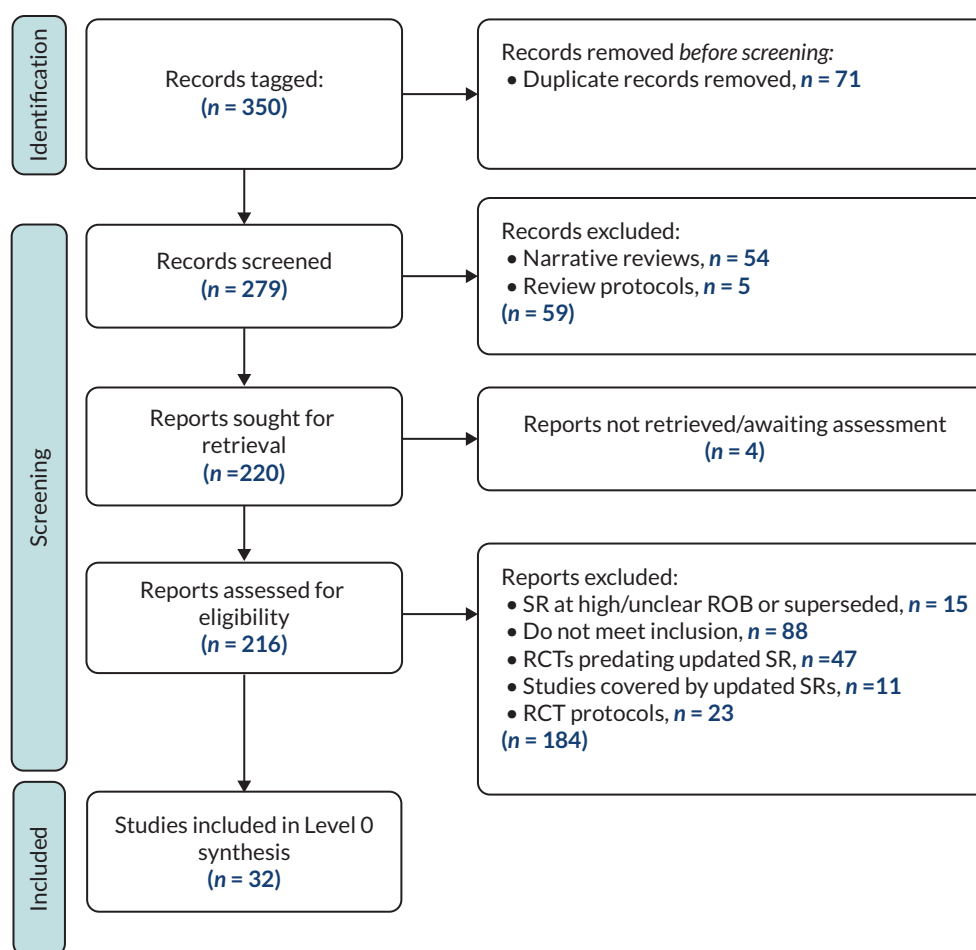 Identification
Records tagged:
(n = 350)
Records removed before screening:
• Duplicate records removed, n = 71
Screening
Records screened
(n = 279)
Records excluded:
• Narrative reviews, n = 54
• Review protocols, n = 5
(n = 59)
Reports sought for
retrieval
(n =220)
Reports not retrieved/awaiting assessment
(n = 4)
Reports assessed for
eligibility
(n = 216)
Reports excluded:
• SR at high/unclear ROB or superseded, n = 15
• Do not meet inclusion, n = 88
• RCTs predating updated SR, n =47
• Studies covered by updated SRs, n =11
• RCT protocols, n = 23
(n = 184)
Included
Studies included in Level 0
synthesis
(n = 32)